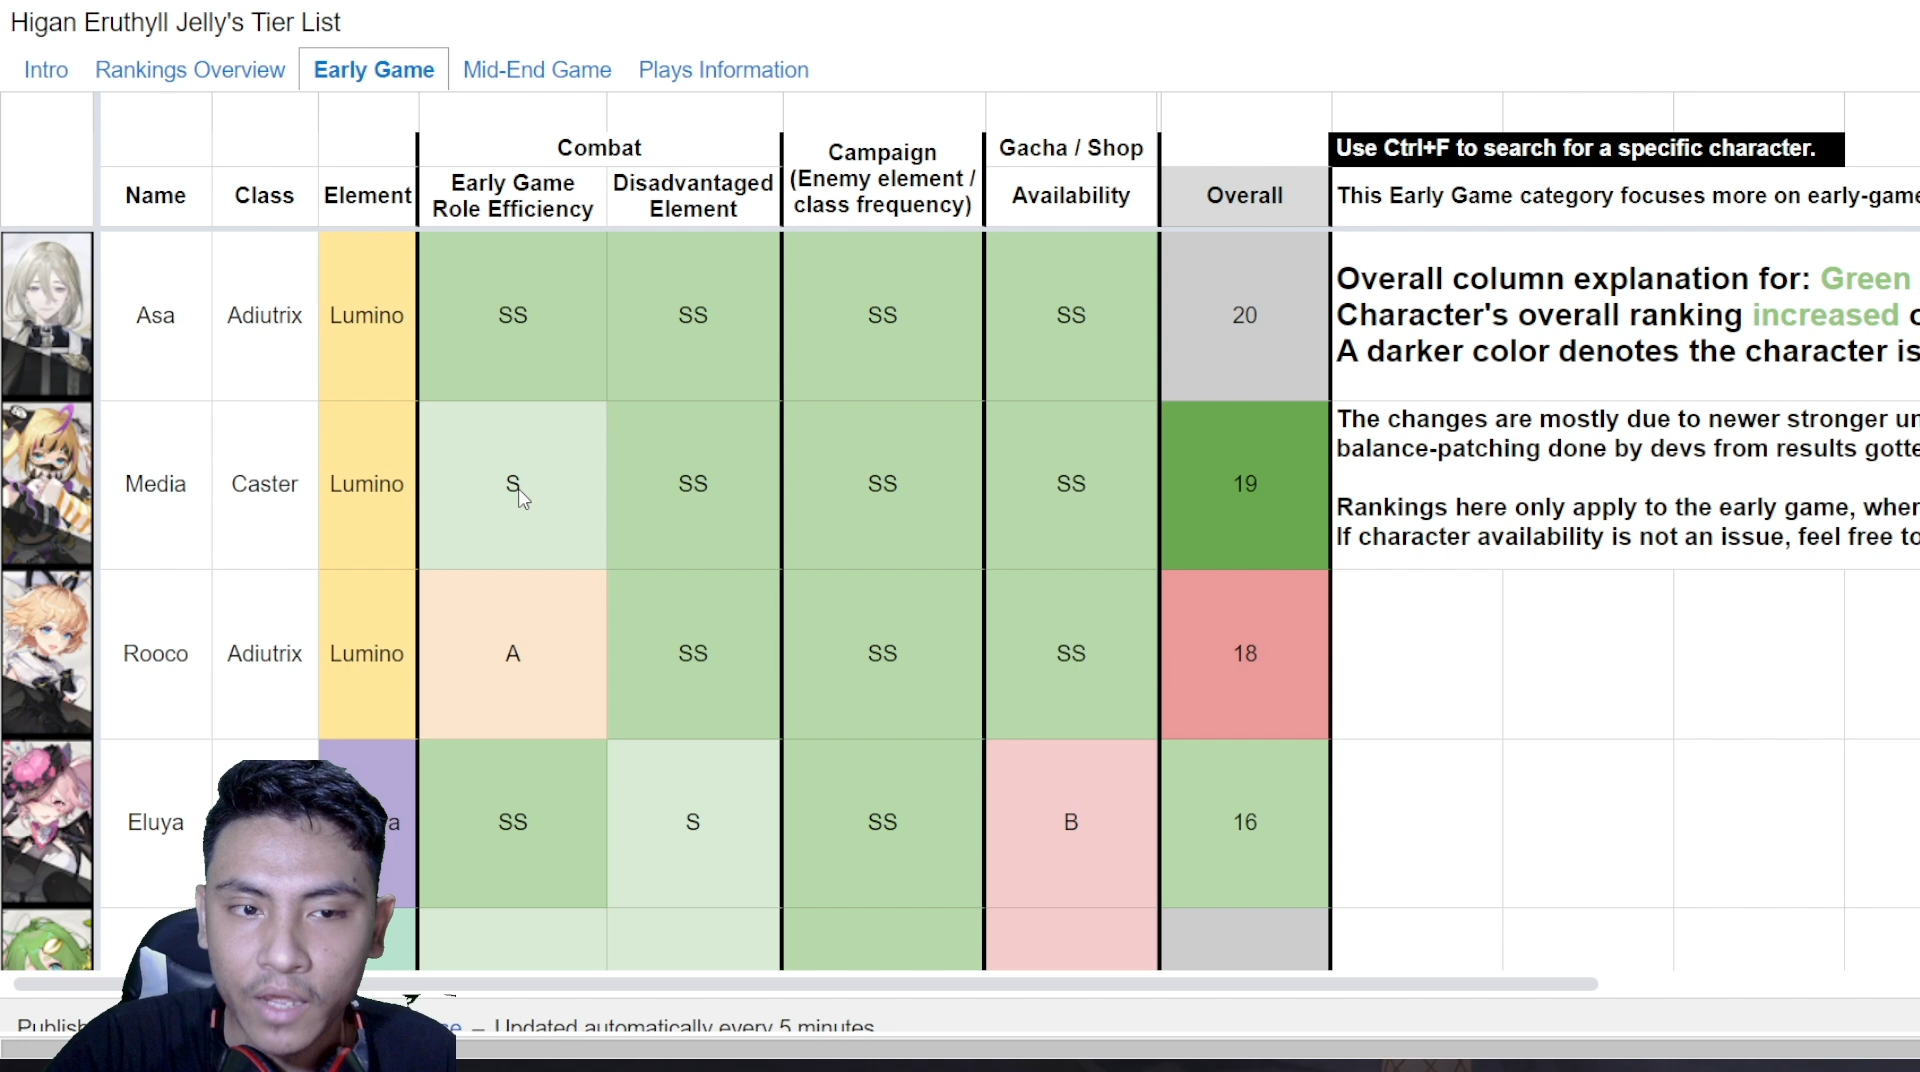 Higan Eruthyll Jelly's Tier List
Intro
Rankings Overview
Early Game
Mid-End Game
Plays Information
Combat
Campaign
(Enemy element /
class frequency)
Gacha / Shop
Use Ctrl+F to search for a specific character.
Name
Class
Element
Early Game
Role Efficiency
Disadvantaged
Element
Availability
Overall
This Early Game category focuses more on early-game
Asa
Adiutrix
Lumino
SS
SS
SS
SS
20
Overall column explanation for: Green
Character's overall ranking increased
A darker color denotes the character is
Media
Caster
Lumino
S
SS
SS
SS
19
The changes are mostly due to newer stronger
balance-patching done by devs from results
Rankings here only apply to the early game,
If character availability is not an issue, feel free to
Rooco
Adiutrix
Lumino
A
SS
SS
SS
18
Eluya
SS
S
SS
B
16
– Updated automatically every 5 minutes